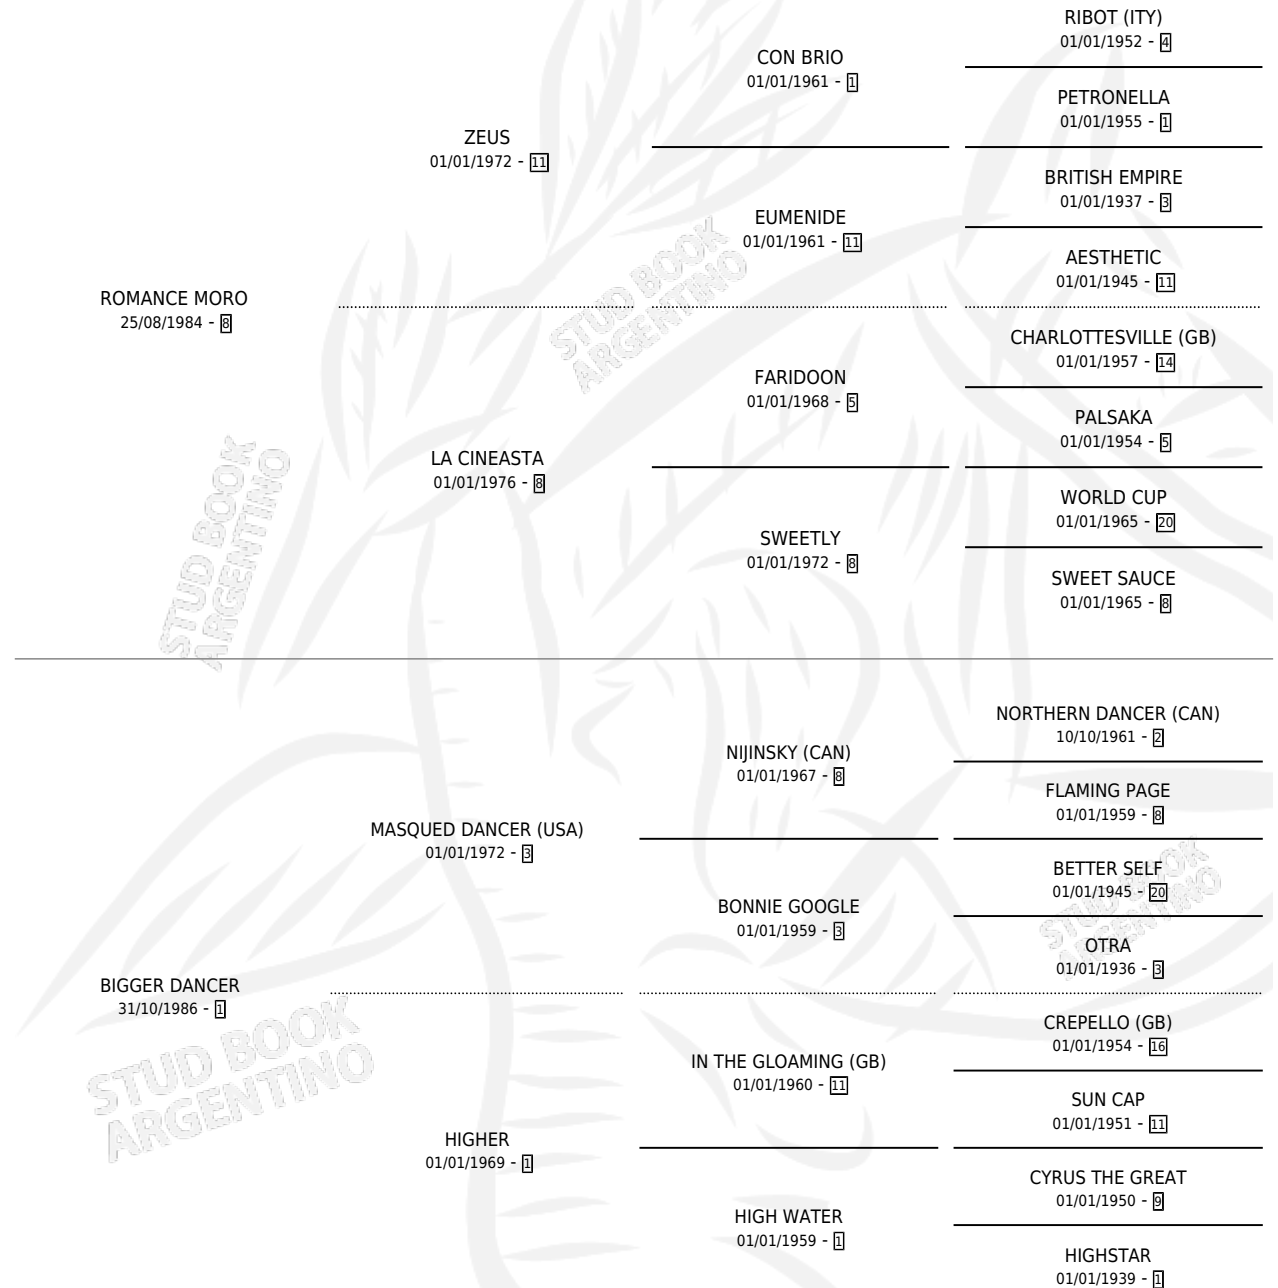 RIBOT (ITY)
01/01/1952 - 4
CON BRIO
01/01/1961 - 1
PETRONELLA
01/01/1955 - 1
ZEUS
01/01/1972 - 11
BRITISH EMPIRE
01/01/1937 - 3
EUMENIDE
01/01/1961 - 11
AESTHETIC
01/01/1945 - 11
ROMANCE MORO
25/08/1984 - 8
STUD BOOK
ARGENTINO
CHARLOTTESVILLE (GB)
01/01/1957 - 14
FARIDOON
01/01/1968 - 5
PALSAKA
01/01/1954 - 5
LA CINEASTA
01/01/1976 - 8
WORLD CUP
01/01/1965 - 20
SWEETLY
01/01/1972 - 8
SWEET SAUCE
01/01/1965 - 8
STUD BOOK
ARGENTINO
NORTHERN DANCER (CAN)
10/10/1961 - 2
NIJINSKY (CAN)
01/01/1967 - 8
FLAMING PAGE
01/01/1959 - 8
MASQUED DANCER (USA)
01/01/1972 - 3
BETTER SELF
01/01/1945 - 20
BONNIE GOOGLE
01/01/1959 - 3
STUD BOOK
ARGENTINO
OTRA
01/01/1936 - 3
BIGGER DANCER
31/10/1986 - 1
STUD BOOK
ARGENTINO
CREPELLO (GB)
01/01/1954 - 16
IN THE GLOAMING (GB)
01/01/1960 - 11
SUN CAP
01/01/1951 - 11
HIGHER
01/01/1969 - 1
CYRUS THE GREAT
01/01/1950 - 9
HIGH WATER
01/01/1959 - 1
HIGHSTAR
01/01/1939 - 1